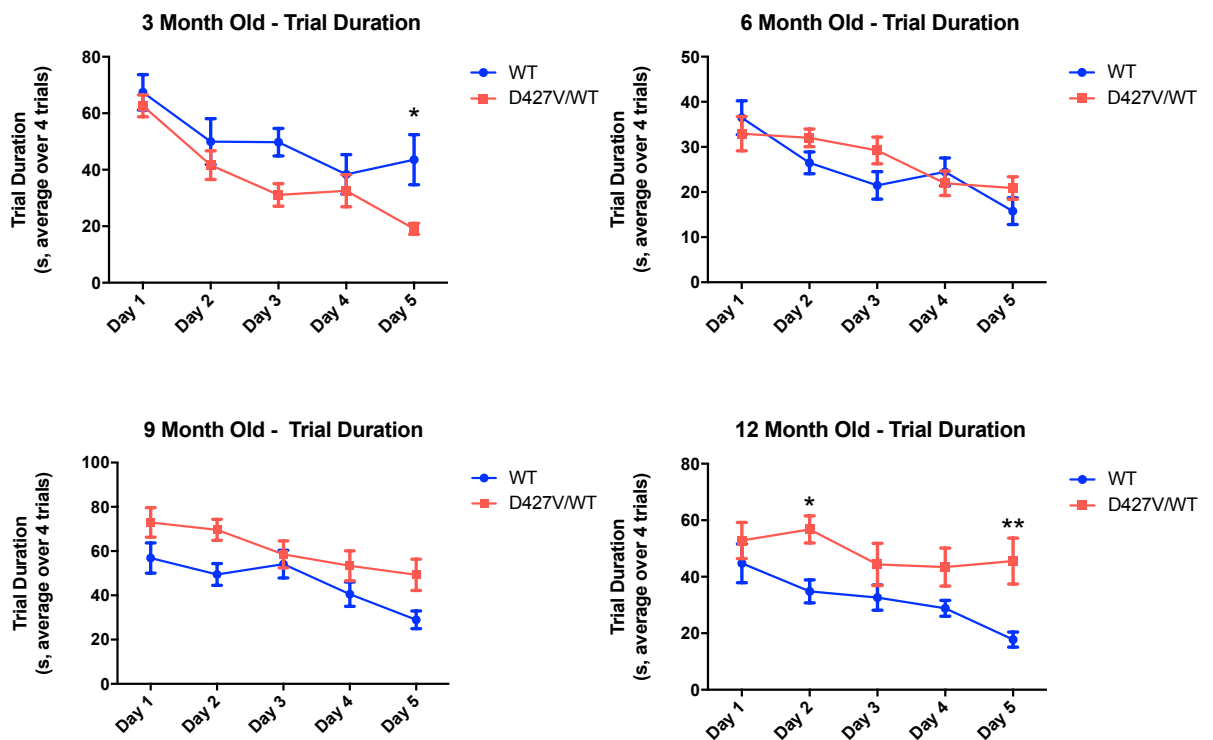 3 Month Old - Trial Duration
Trial Duration
(s, average over 4 trials)
80
60
40
20
0
Day 1
Day 2
Day 3
Day 4
Day 5
*
WT
D427V/WT
6 Month Old - Trial Duration
Trial Duration
(s, average over 4 trials)
50
40
30
20
10
0
Day 1
Day 2
Day 3
Day 4
Day 5
WT
D427V/WT
9 Month Old - Trial Duration
Trial Duration
(s, average over 4 trials)
100
80
60
40
20
0
Day 1
Day 2
Day 3
Day 4
Day 5
WT
D427V/WT
12 Month Old - Trial Duration
Trial Duration
(s, average over 4 trials)
80
60
40
20
0
Day 1
Day 2
Day 3
Day 4
Day 5
*
**
WT
D427V/WT